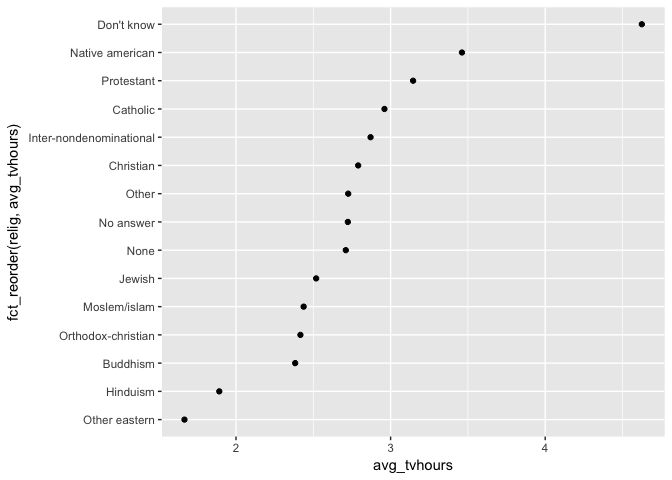 Don't know
Native american
Protestant
Catholic
Inter-nondenominational
Christian
Other
No answer
None
Jewish
Moslem/islam
Orthodox-christian
Buddhism
Hinduism
Other eastern
fct_reorder(relig, avg_tvhours)
2 3 4
avg_tvhours